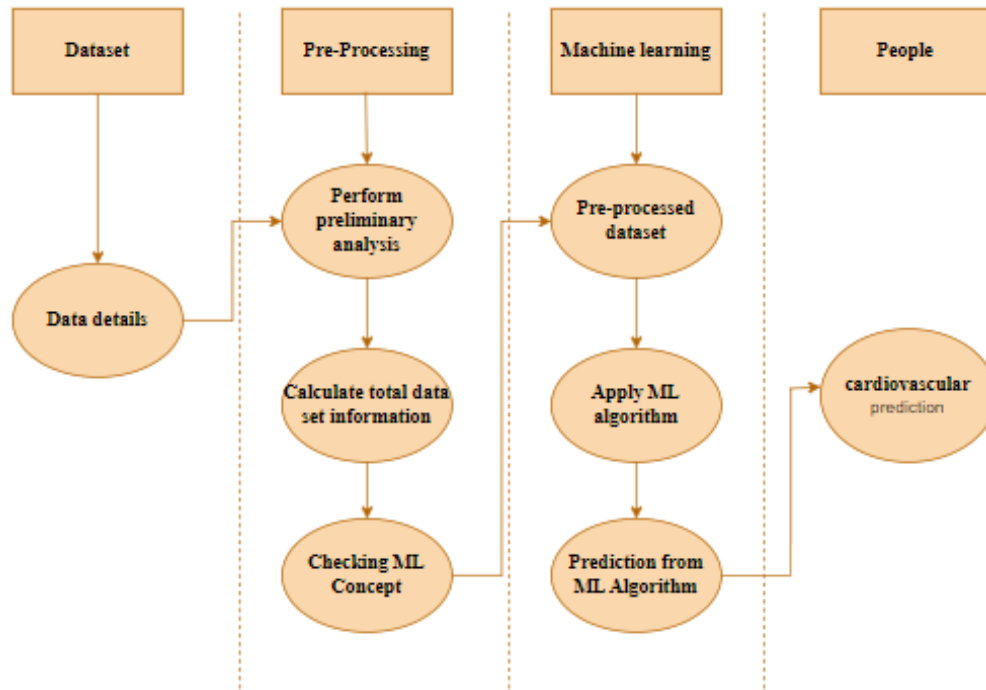 Dataset
Pre-Processing
Machine learning
People
Perform
preliminary
analysis
Pre-processed
dataset
Data details
Calculate total data
set information
Apply ML
algorithm
cardiovascular
prediction
Checking ML
Concept
Prediction from
ML Algorithm